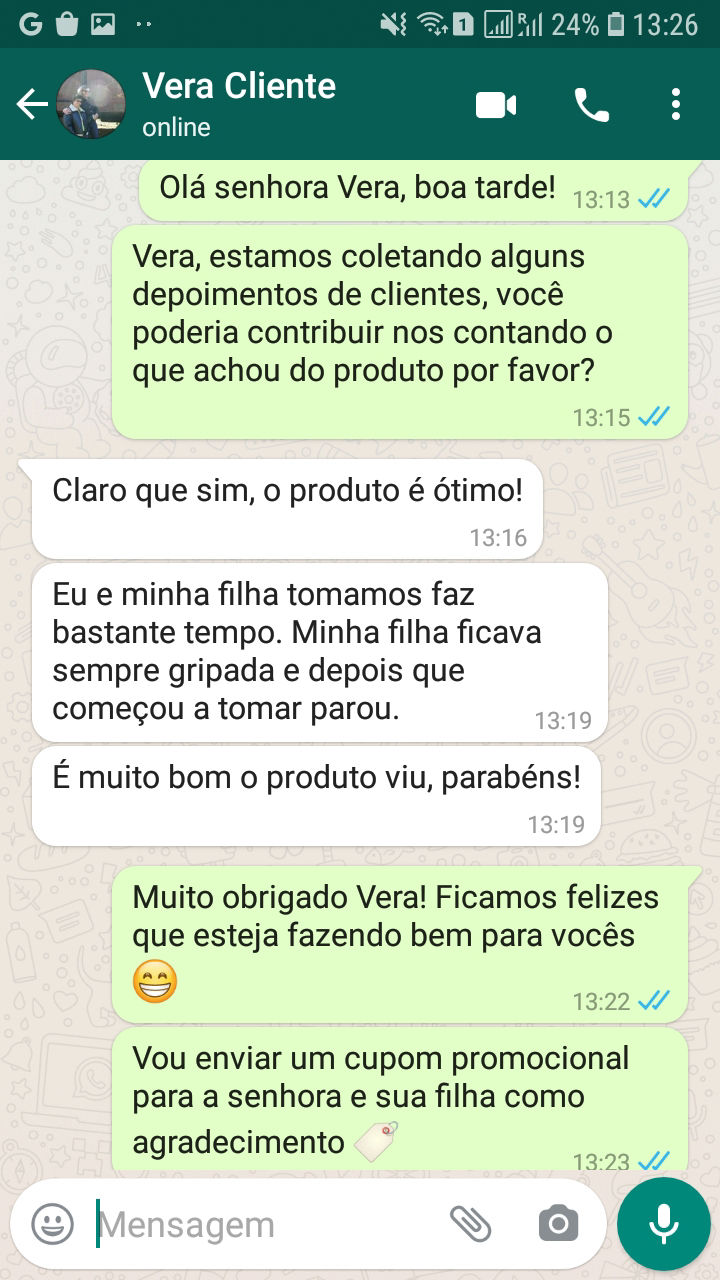 G 1 R 24% 13:26
Vera Cliente
online
Olá senhora Vera, boa tarde! 13:13
Vera, estamos coletando alguns
depoimentos de clientes, você
poderia contribuir nos contando o
que achou do produto por favor?
13:15
Claro que sim, o produto é ótimo!
13:16
Eu e minha filha tomamos faz
bastante tempo. Minha filha ficava
sempre gripada e depois que
começou a tomar parou. 13:19
É muito bom o produto viu, parabéns!
13:19
Muito obrigado Vera! Ficamos felizes
que esteja fazendo bem para vocês
😁
13:22
Vou enviar um cupom promocional
para a senhora e sua filha como
agradecimento 🏷️ 13:23
Mensagem